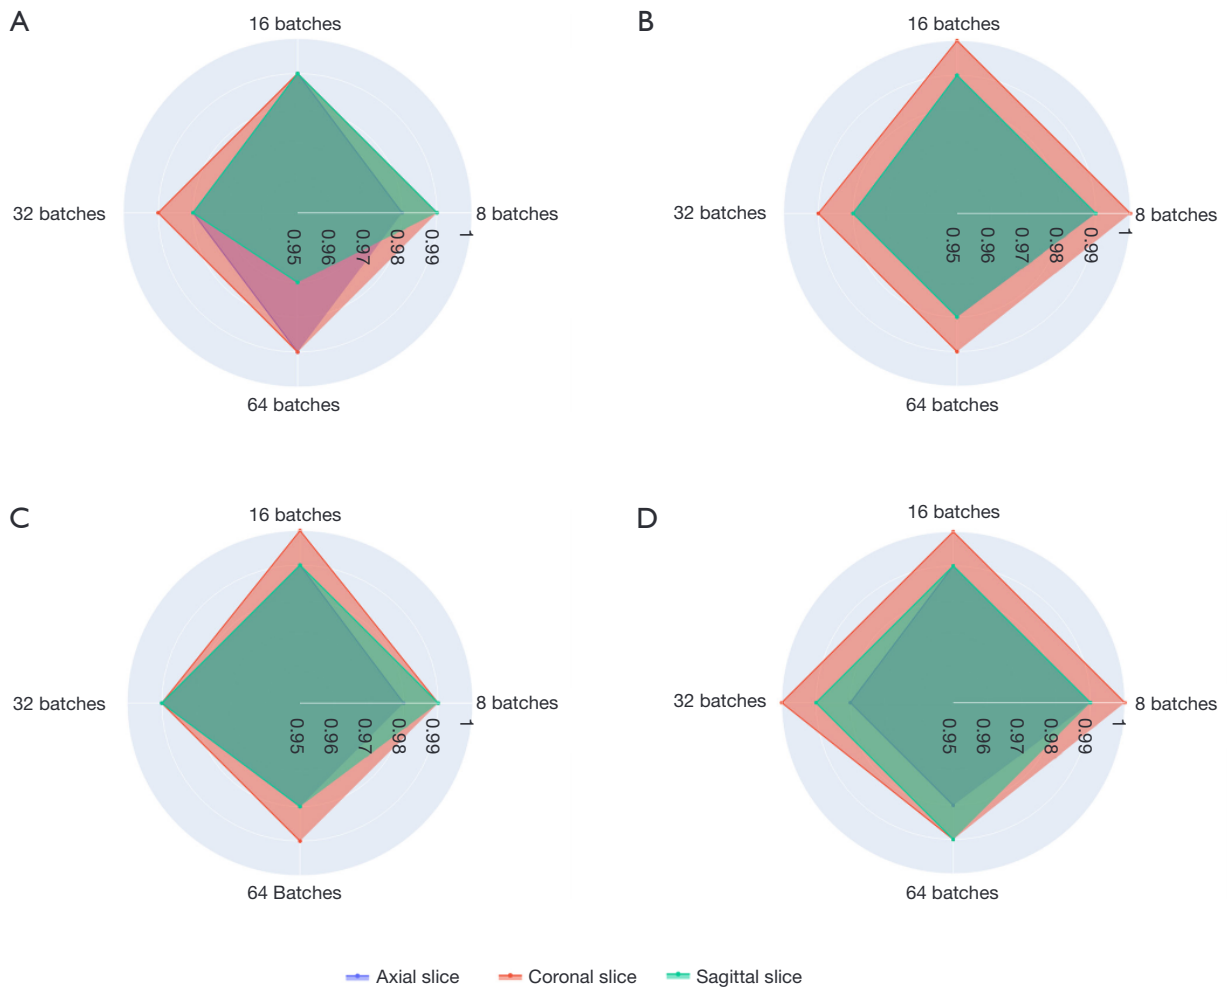 A
16 batches
32 batches
8 batches
0.95
0.96
0.97
0.98
0.99
1
64 batches
B
16 batches
32 batches
8 batches
0.95
0.96
0.97
0.98
0.99
1
64 batches
C
16 batches
32 batches
8 batches
0.95
0.96
0.97
0.98
0.99
1
64 Batches
D
16 batches
32 batches
8 batches
0.95
0.96
0.97
0.98
0.99
1
64 batches
Axial slice Coronal slice Sagittal slice